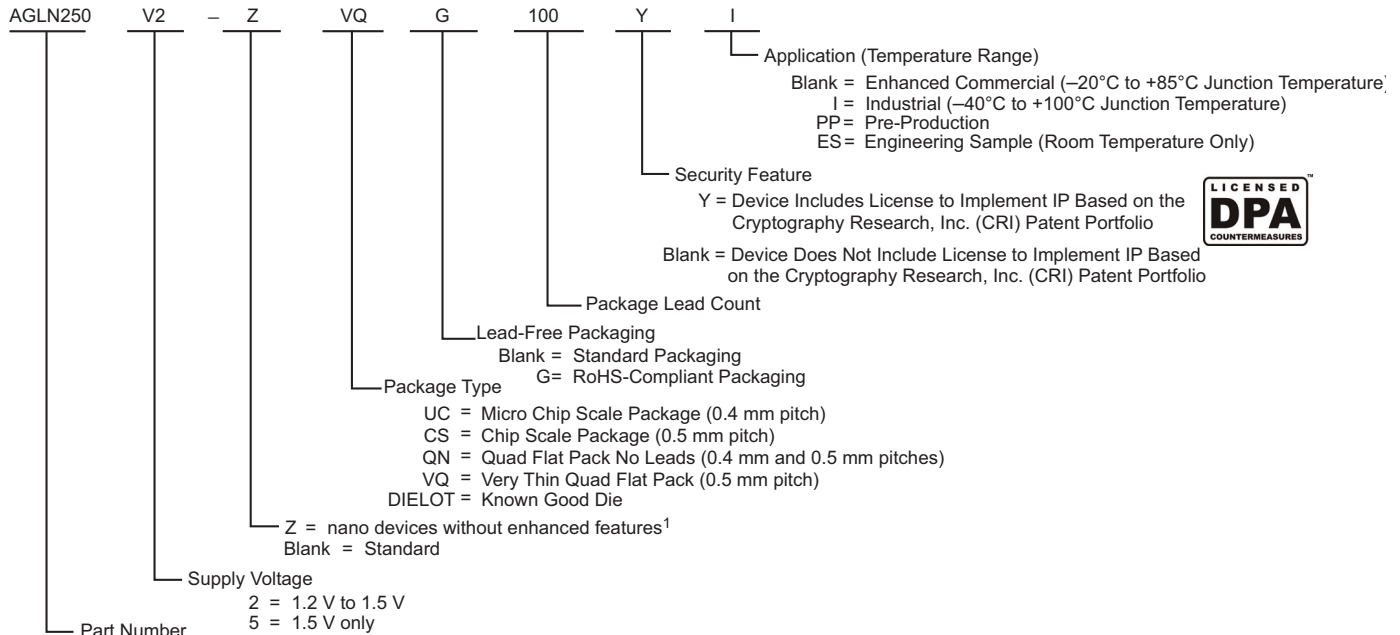 AGLN250 V2 – Z VQ G 100 Y I
Application (Temperature Range)
Blank = Enhanced Commercial (–20°C to +85°C Junction Temperature)
I = Industrial (–40°C to +100°C Junction Temperature)
PP= Pre-Production
ES= Engineering Sample (Room Temperature Only)
Security Feature
Y = Device Includes License to Implement IP Based on the
Cryptography Research, Inc. (CRI) Patent Portfolio
LICENSED ™
DPA
COUNTERMEASURES
Blank = Device Does Not Include License to Implement IP Based
on the Cryptography Research, Inc. (CRI) Patent Portfolio
Package Lead Count
Lead-Free Packaging
Blank = Standard Packaging
G= RoHS-Compliant Packaging
Package Type
UC = Micro Chip Scale Package (0.4 mm pitch)
CS = Chip Scale Package (0.5 mm pitch)
QN = Quad Flat Pack No Leads (0.4 mm and 0.5 mm pitches)
VQ = Very Thin Quad Flat Pack (0.5 mm pitch)
DIELOT = Known Good Die
Z = nano devices without enhanced features1
Blank = Standard
Supply Voltage
2 = 1.2 V to 1.5 V
5 = 1.5 V only
Part Number